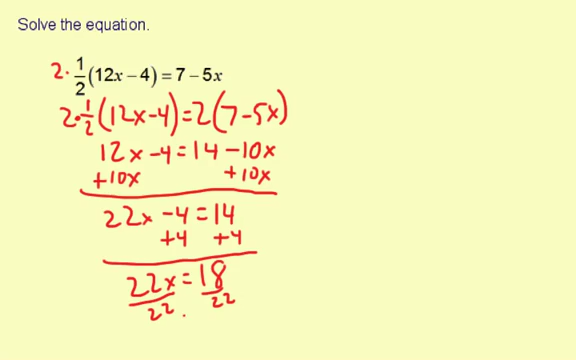 Solve the equation.
2· 1/2 (12x – 4) = 7 – 5x
2·1/2 (12x-4)=2(7-5x)
12x -4 = 14 -10x
+10x +10x
22x -4 = 14
+4 +4
22x = 18
22 22